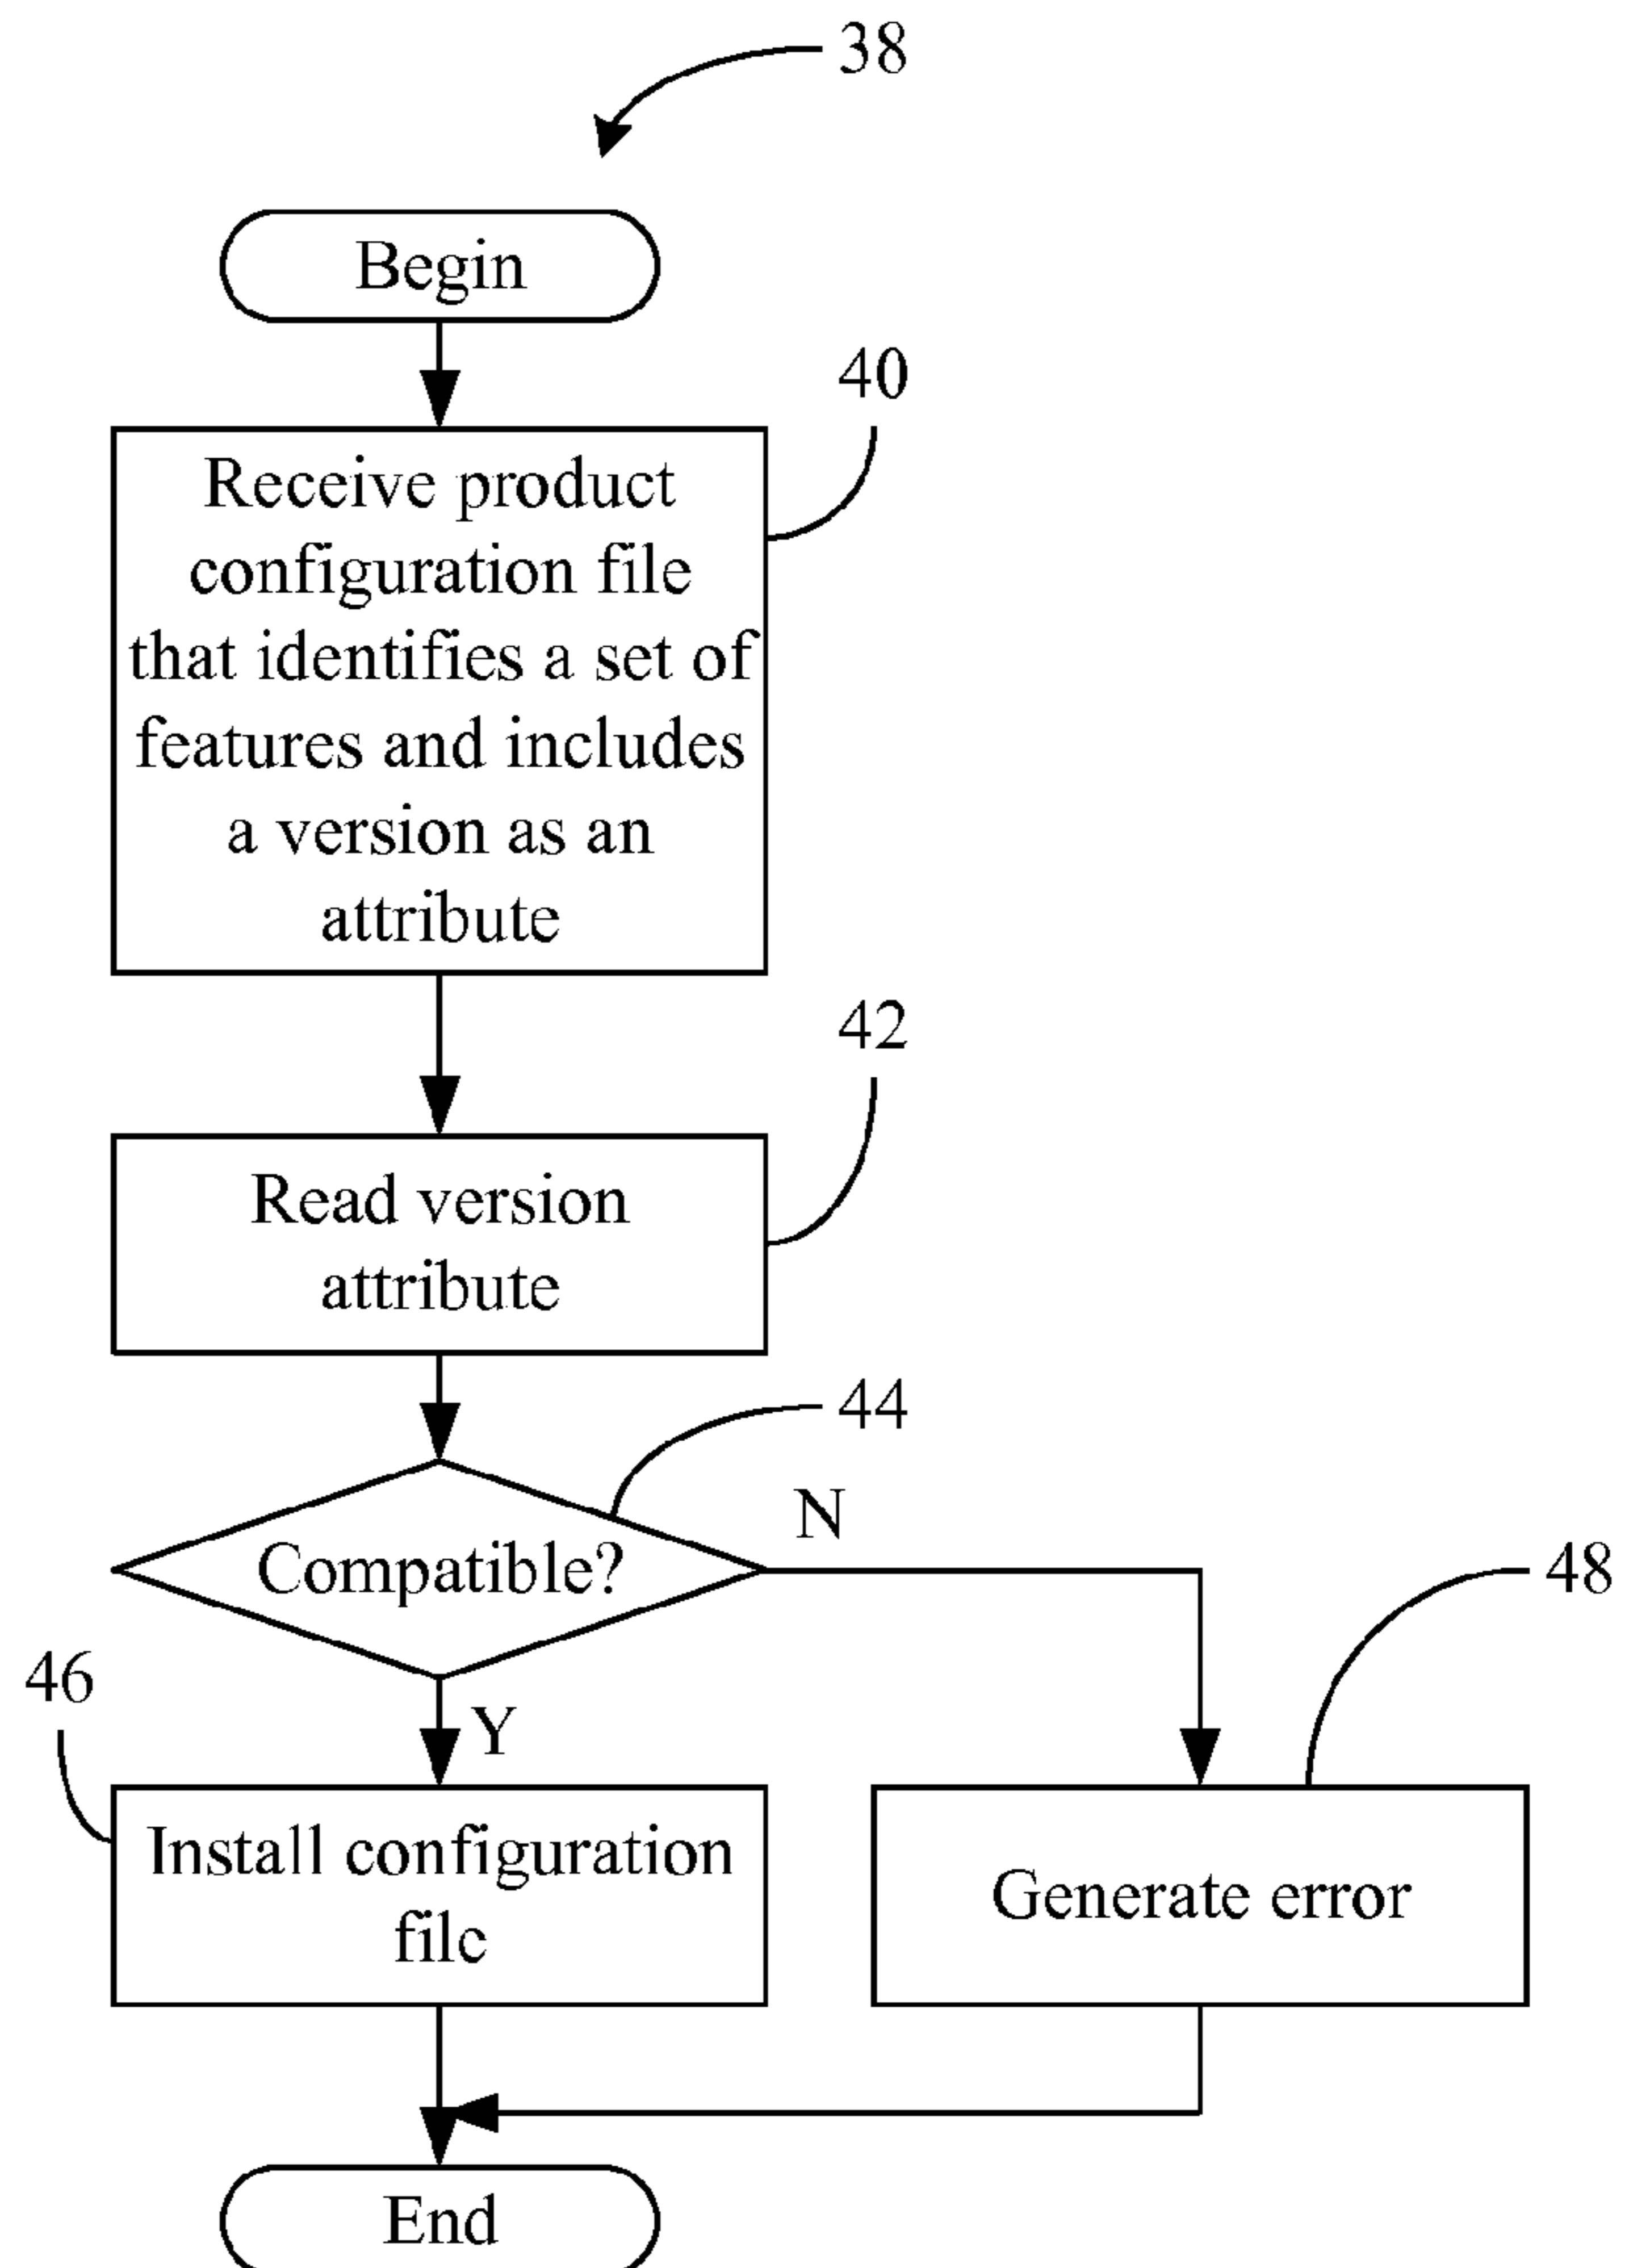 38
Begin
40
Receive product
configuration file
that identifies a set of
features and includes
a version as an
attribute
42
Read version
attribute
44
Compatible?
N
48
46
Y
Install configuration
file
Generate error
End